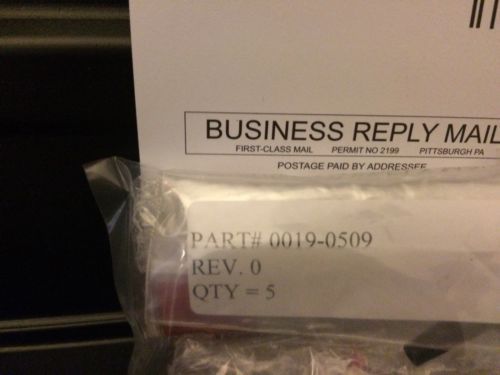 BUSINESS REPLY MAIL
FIRST-CLASS MAIL PERMIT NO 2199 PITTSBURGH PA
POSTAGE PAID BY ADDRESSEE
PART# 0019-0509
REV. 0
QTY = 5